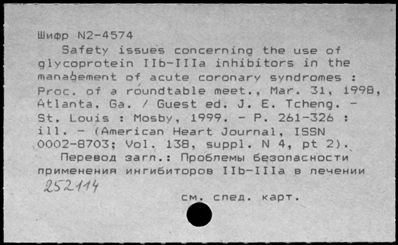 Шифр N2-4574
Safety issues concerning the use of
glycoprotein IIb-IIIa inhibitors in the
management of acute coronary syndromes :
Proc. of a roundtable meet., Mar. 31, 1998,
Atlanta, Ga. / Guest ed. J. E. Tcheng. -
St. Louis : Mosby, 1999. - P. 261-326 :
ill. - (American Heart Journal, ISSN
0002-8703; Vol. 138, suppl. N 4, pt 2).
Перевод загл.: Проблемы безопасности
применения ингибиторов IIb-IIIa в лечении
252114
см. след. карт.